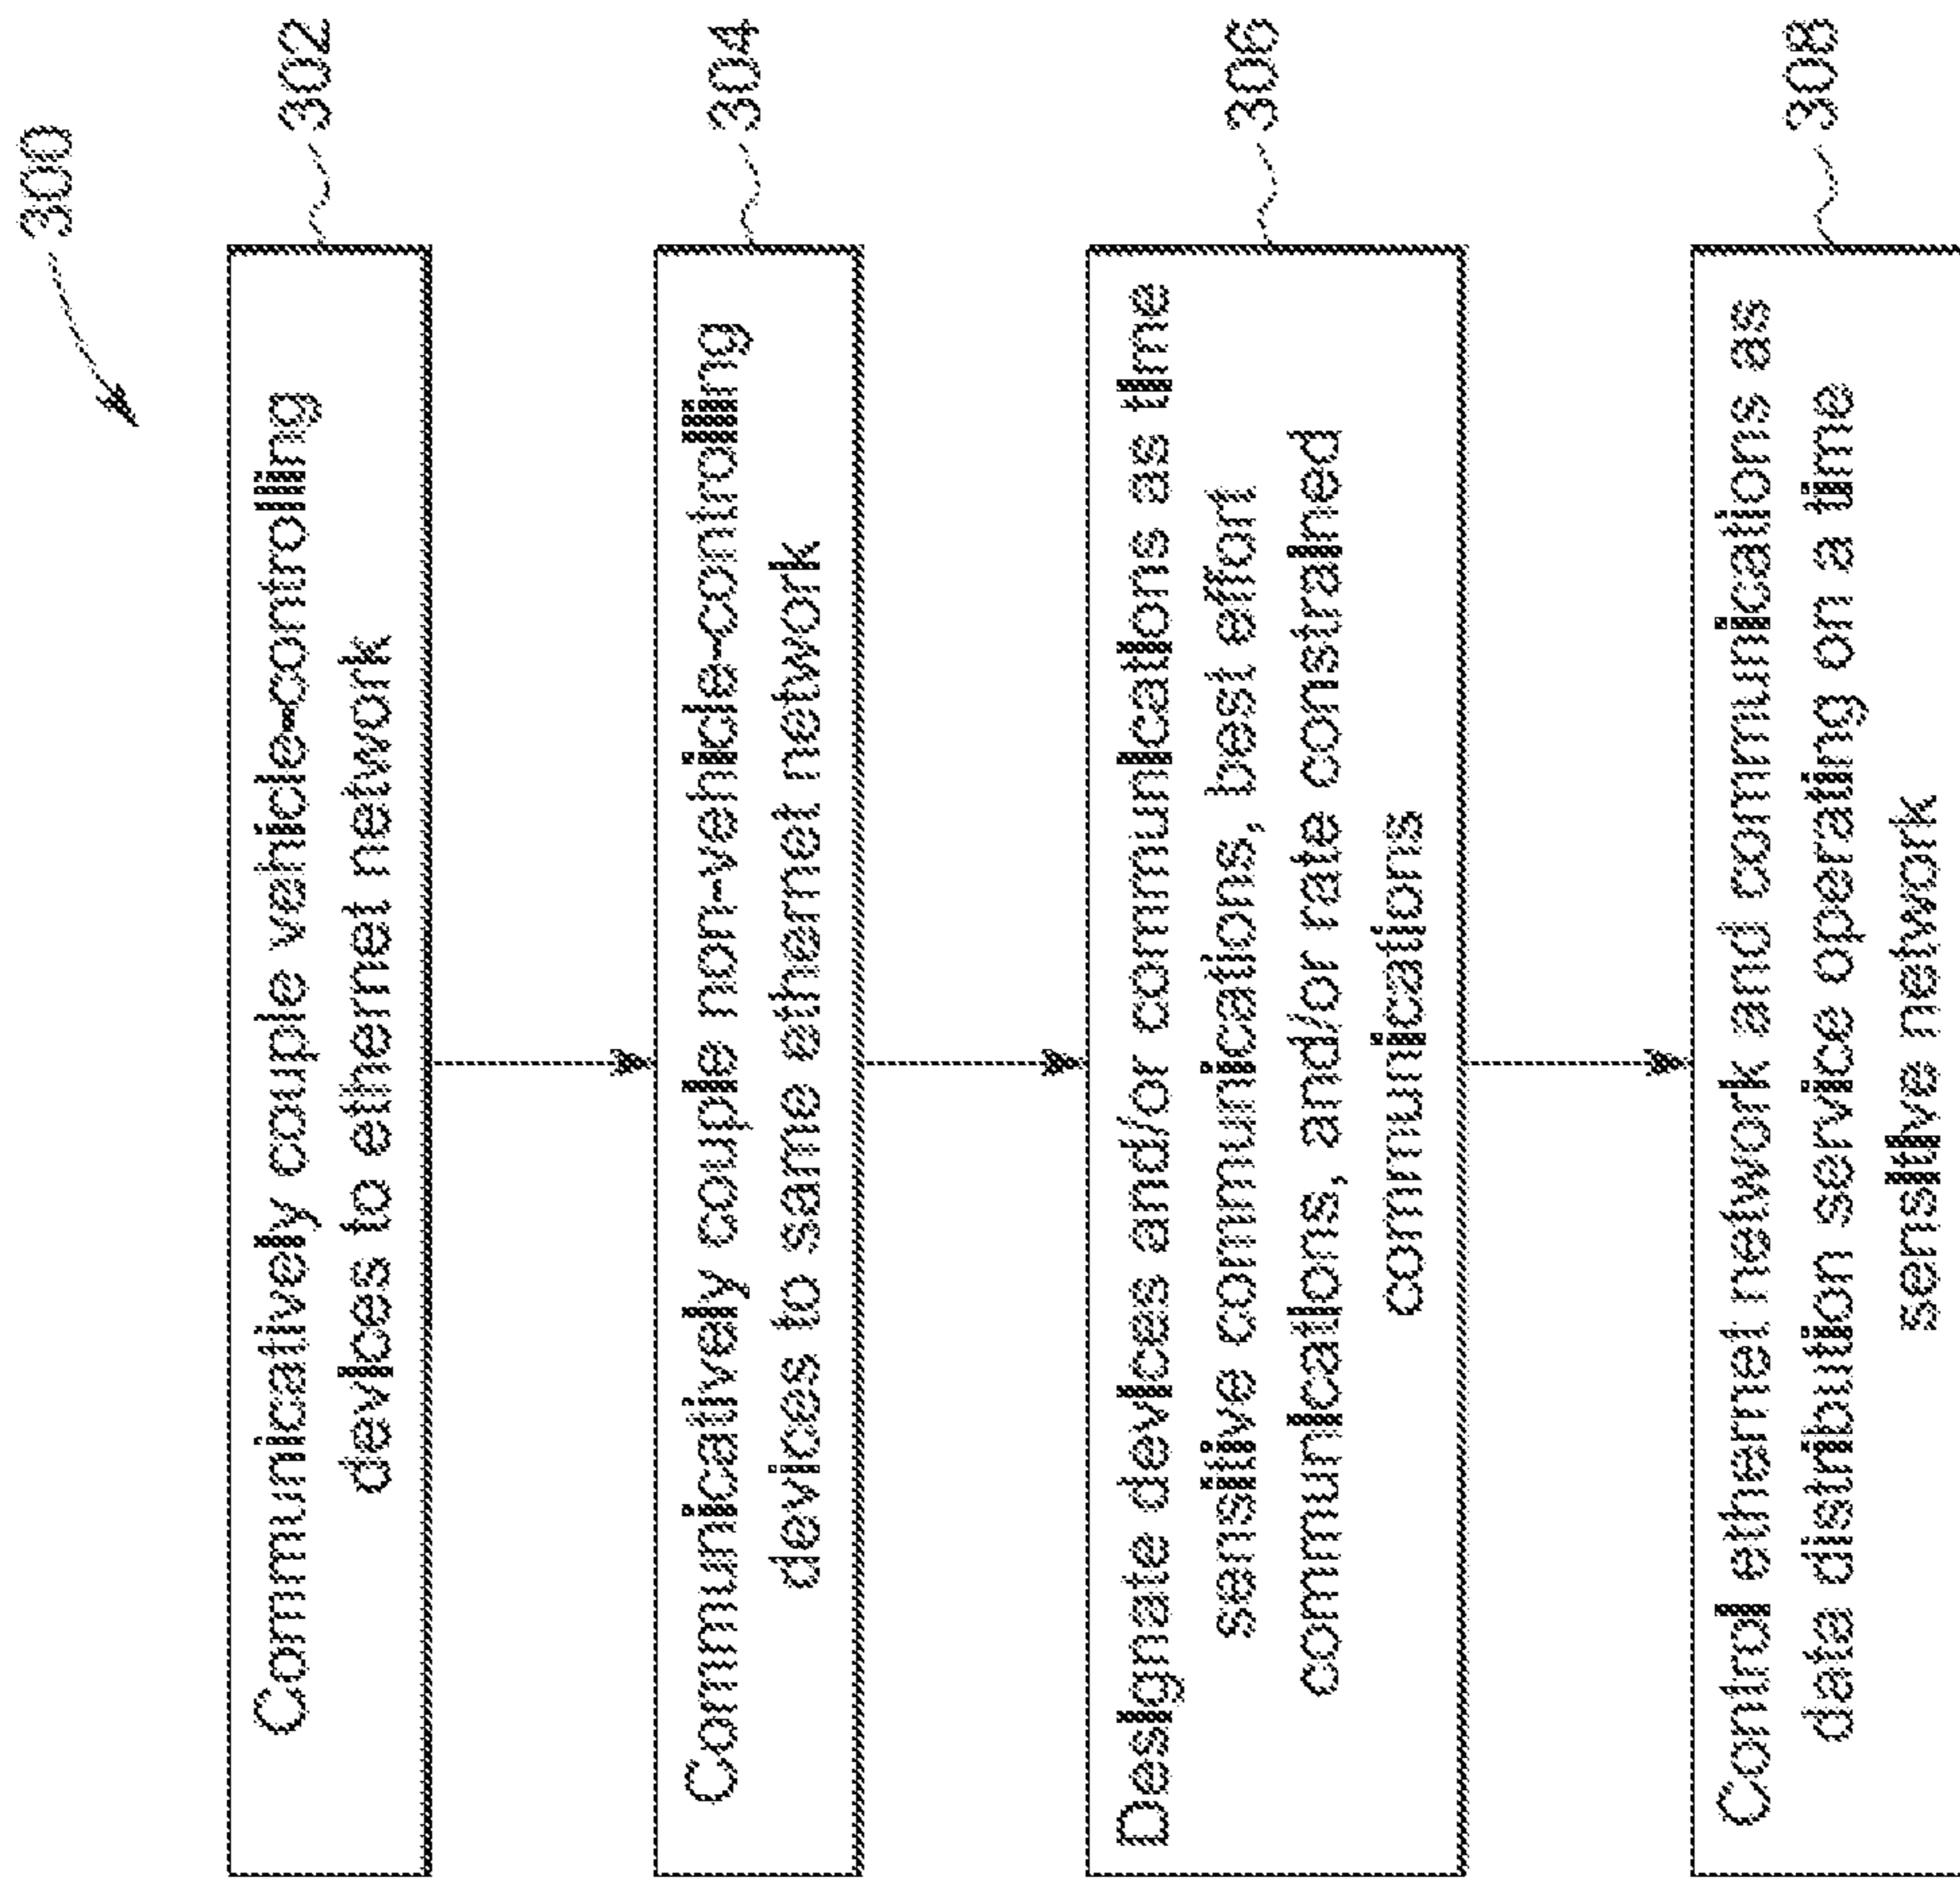 300
Communicatively couple vehicle-controlling
devices to ethernet network
302
Communicatively couple non-vehicle-controlling
devices to same ethernet network
304
Designate devices and/or communications as time
sensitive communications, best effort
communications, and/or rate constrained
communications
306
Control ethernet network and communications as
data distribution service operating on a time
sensitive network
308